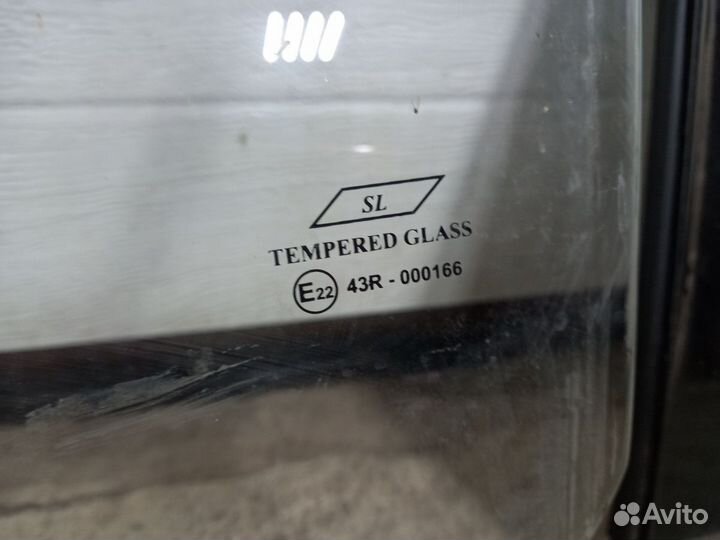 SL
TEMPERED GLASS
E22 43R - 000166
Avito